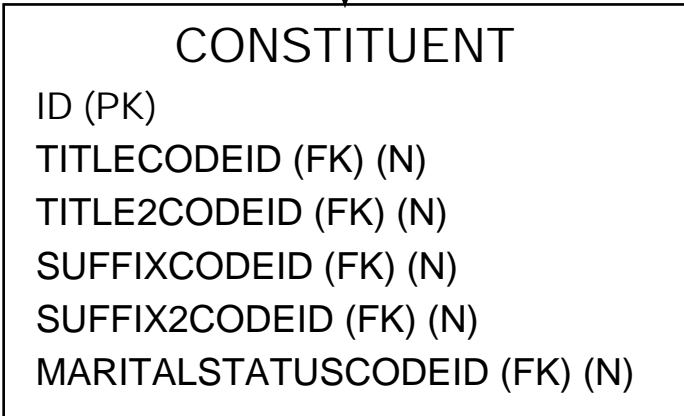 CONSTITUENT
ID (PK)
TITLECODEID (FK) (N)
TITLE2CODEID (FK) (N)
SUFFIXCODEID (FK) (N)
SUFFIX2CODEID (FK) (N)
MARITALSTATUSCODEID (FK) (N)